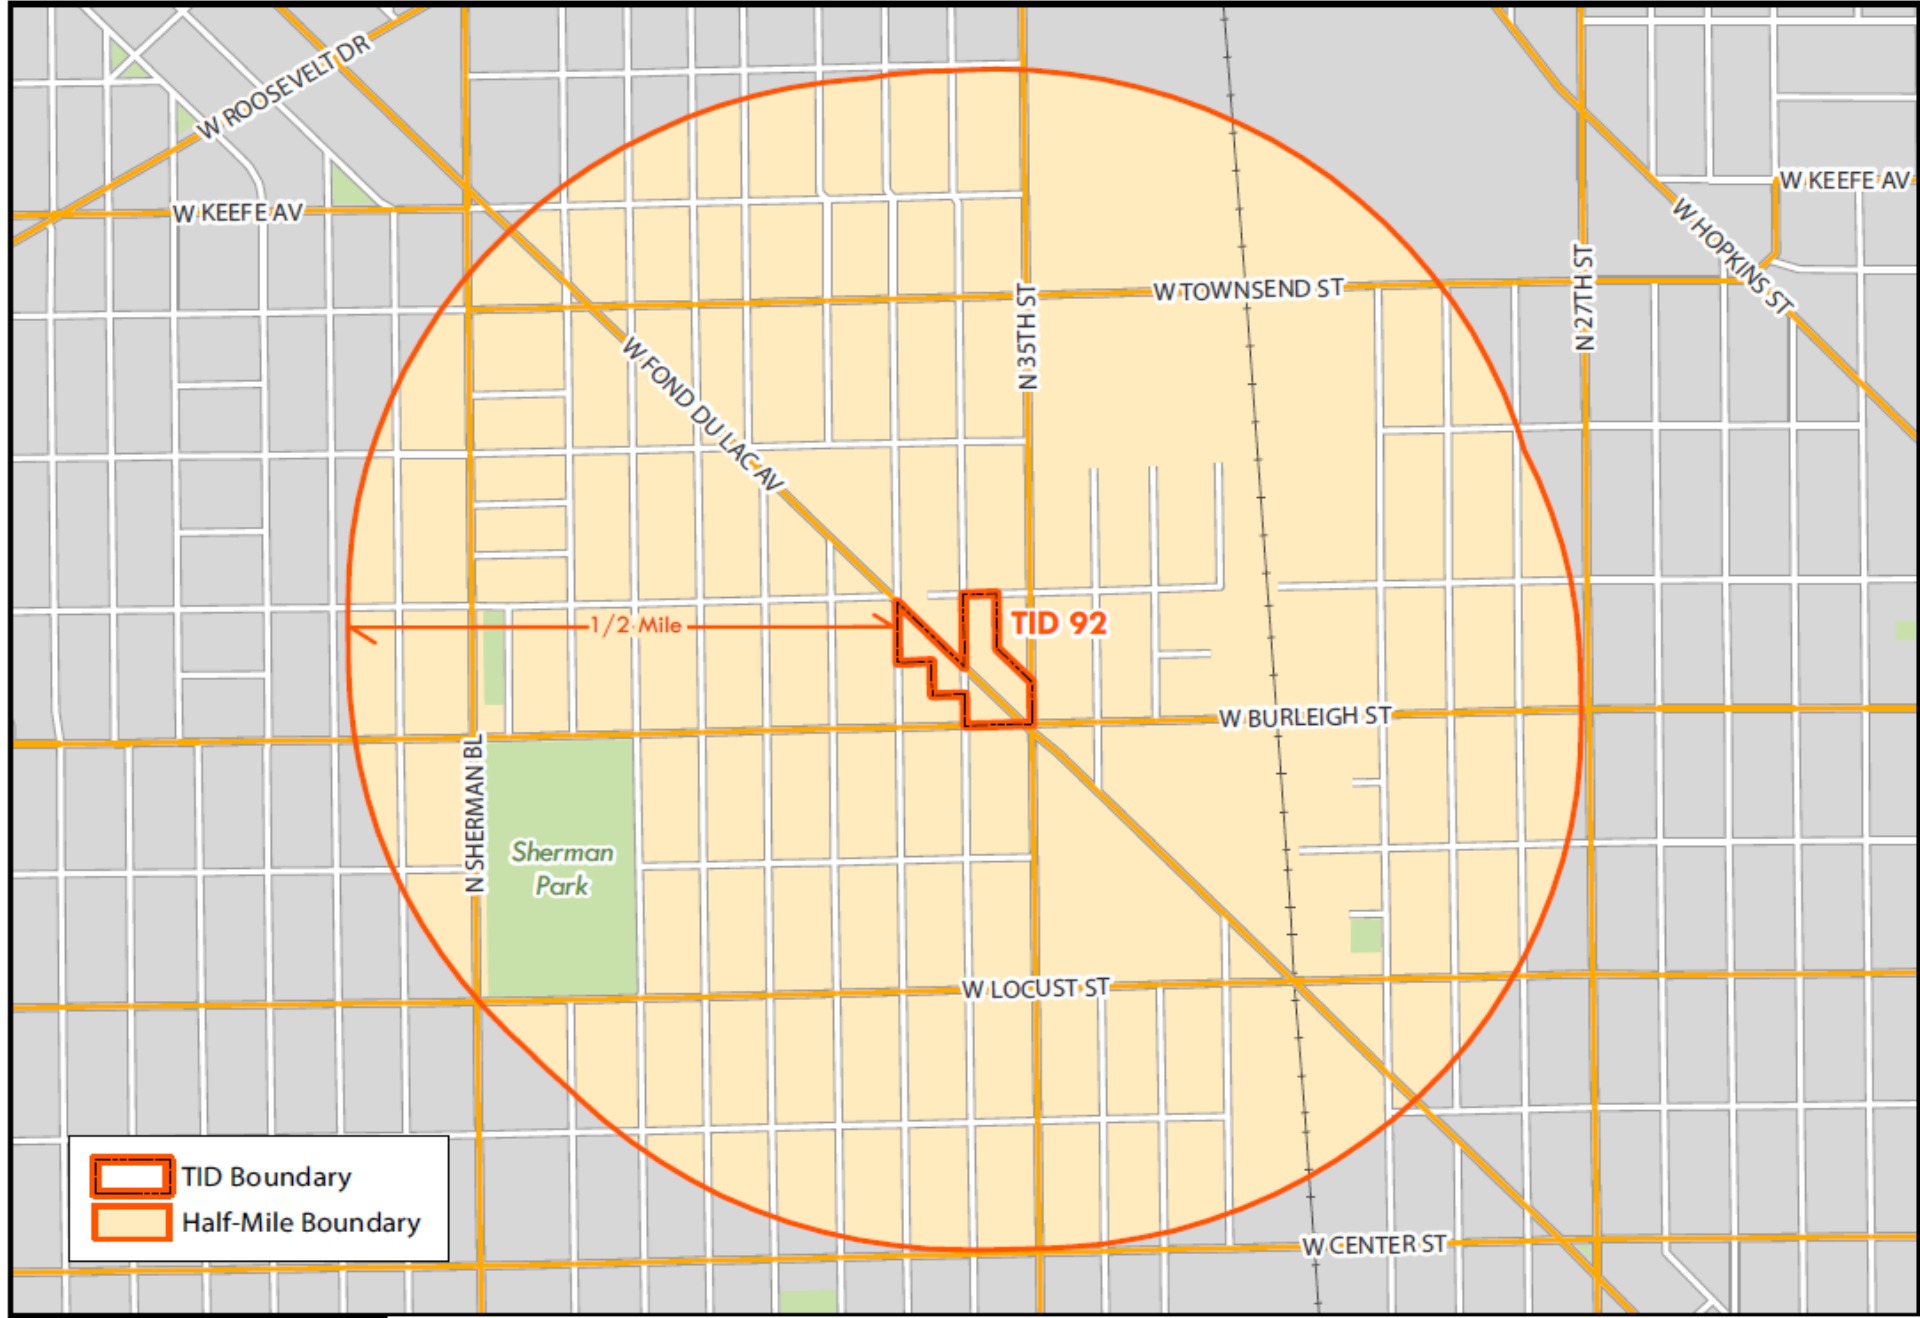 W ROOSEVELT DR
W KEEFE AV
W KEEFE AV
W HOPKINS ST
N 27TH ST
W TOWNSEND ST
N 35TH ST
W FOND DU LAC AV
1/2 Mile
TID 92
W BURLEIGH ST
N SHERMAN BL
Sherman
Park
W LOCUST ST
W CENTER ST
TID Boundary
Half-Mile Boundary